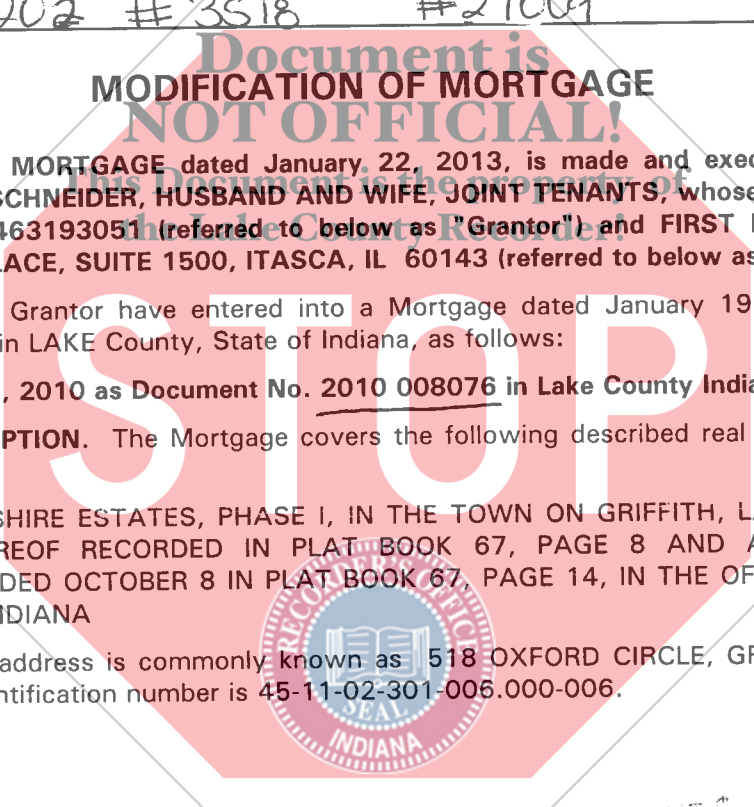 202 #3518 #21009
Document is
MODIFICATION OF MORTGAGE
NOT OFFICIAL!
MORTGAGE dated January 22, 2013, is made and exec
This Document is the property of
SCHNEIDER, HUSBAND AND WIFE, JOINT TENANTS, whose
463193051 (referred to below as "Grantor") and FIRST
the Lake County Recorder!
LACE, SUITE 1500, ITASCA, IL 60143 (referred to below as
Grantor have entered into a Mortgage dated January 19
in LAKE County, State of Indiana, as follows:
, 2010 as Document No. 2010 008076 in Lake County India
PTION. The Mortgage covers the following described real
STOP
SHIRE ESTATES, PHASE I, IN THE TOWN ON GRIFFITH, L
REOF RECORDED IN PLAT BOOK 67, PAGE 8 AND A
DED OCTOBER 8 IN PLAT BOOK 67, PAGE 14, IN THE OF
NDIANA
address is commonly known as 518 OXFORD CIRCLE, GR
ntification number is 45-11-02-301-006.000-006.
RECORDER'S OFFICE
SEAL
INDIANA